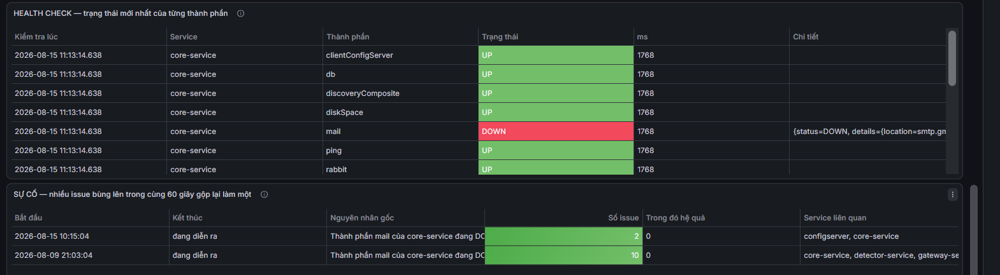 HEALTH CHECK — trạng thái mới nhất của từng thành phần
Kiểm tra lúc Service Thành phần Trạng thái ms Chi tiết
2026-08-15 11:13:14.638 core-service clientConfigServer UP 1768
2026-08-15 11:13:14.638 core-service db UP 1768
2026-08-15 11:13:14.638 core-service discoveryComposite UP 1768
2026-08-15 11:13:14.638 core-service diskSpace UP 1768
2026-08-15 11:13:14.638 core-service mail DOWN 1768 {status=DOWN, details={location=smtp.gm
2026-08-15 11:13:14.638 core-service ping UP 1768
2026-08-15 11:13:14.638 core-service rabbit UP 1768
SỰ CỐ — nhiều issue bùng lên trong cùng 60 giây gộp lại làm một
Bắt đầu Kết thúc Nguyên nhân gốc Số issue Trong đó hệ quả Service liên quan
2026-08-15 10:15:04 đang diễn ra Thành phần mail của core-service đang DO 2 0 configserver, core-service
2026-08-09 21:03:04 đang diễn ra Thành phần mail của core-service đang DO 10 0 core-service, detector-service, gateway-se